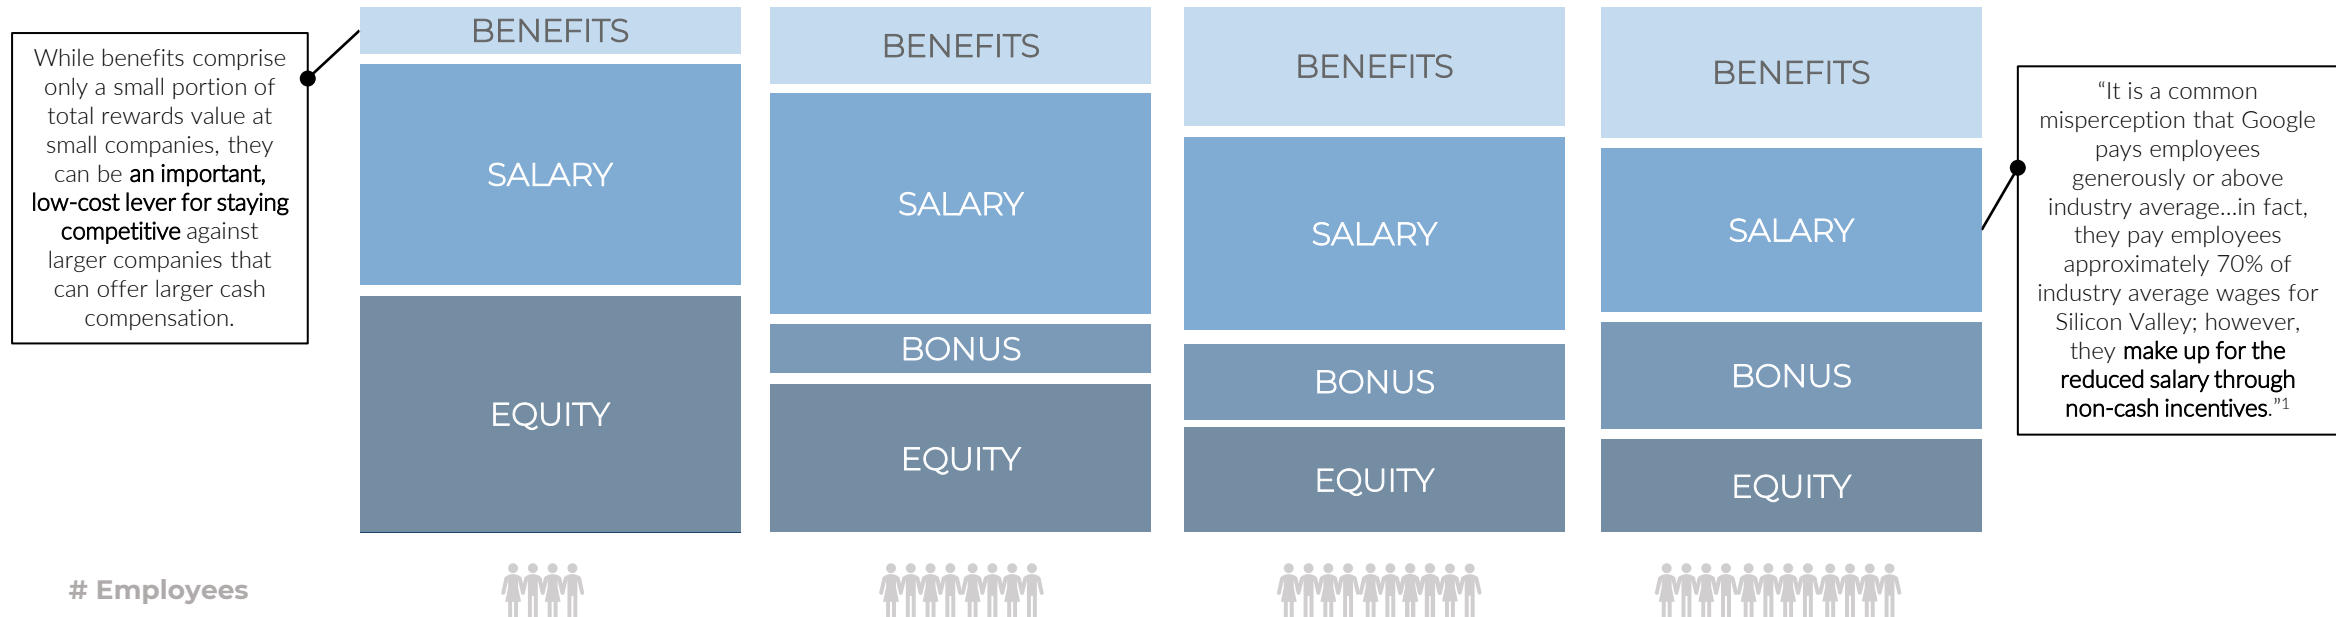 While benefits comprise
only a small portion of
total rewards value at
small companies, they
can be an important,
low-cost lever for staying
competitive against
larger companies that
can offer larger cash
compensation.
BENEFITS
SALARY
EQUITY
BENEFITS
SALARY
BONUS
EQUITY
BENEFITS
SALARY
BONUS
EQUITY
BENEFITS
SALARY
BONUS
EQUITY
“It is a common
misperception that Google
pays employees
generously or above
industry average...in fact,
they pay employees
approximately 70% of
industry average wages for
Silicon Valley; however,
they make up for the
reduced salary through
non-cash incentives.”1
# Employees